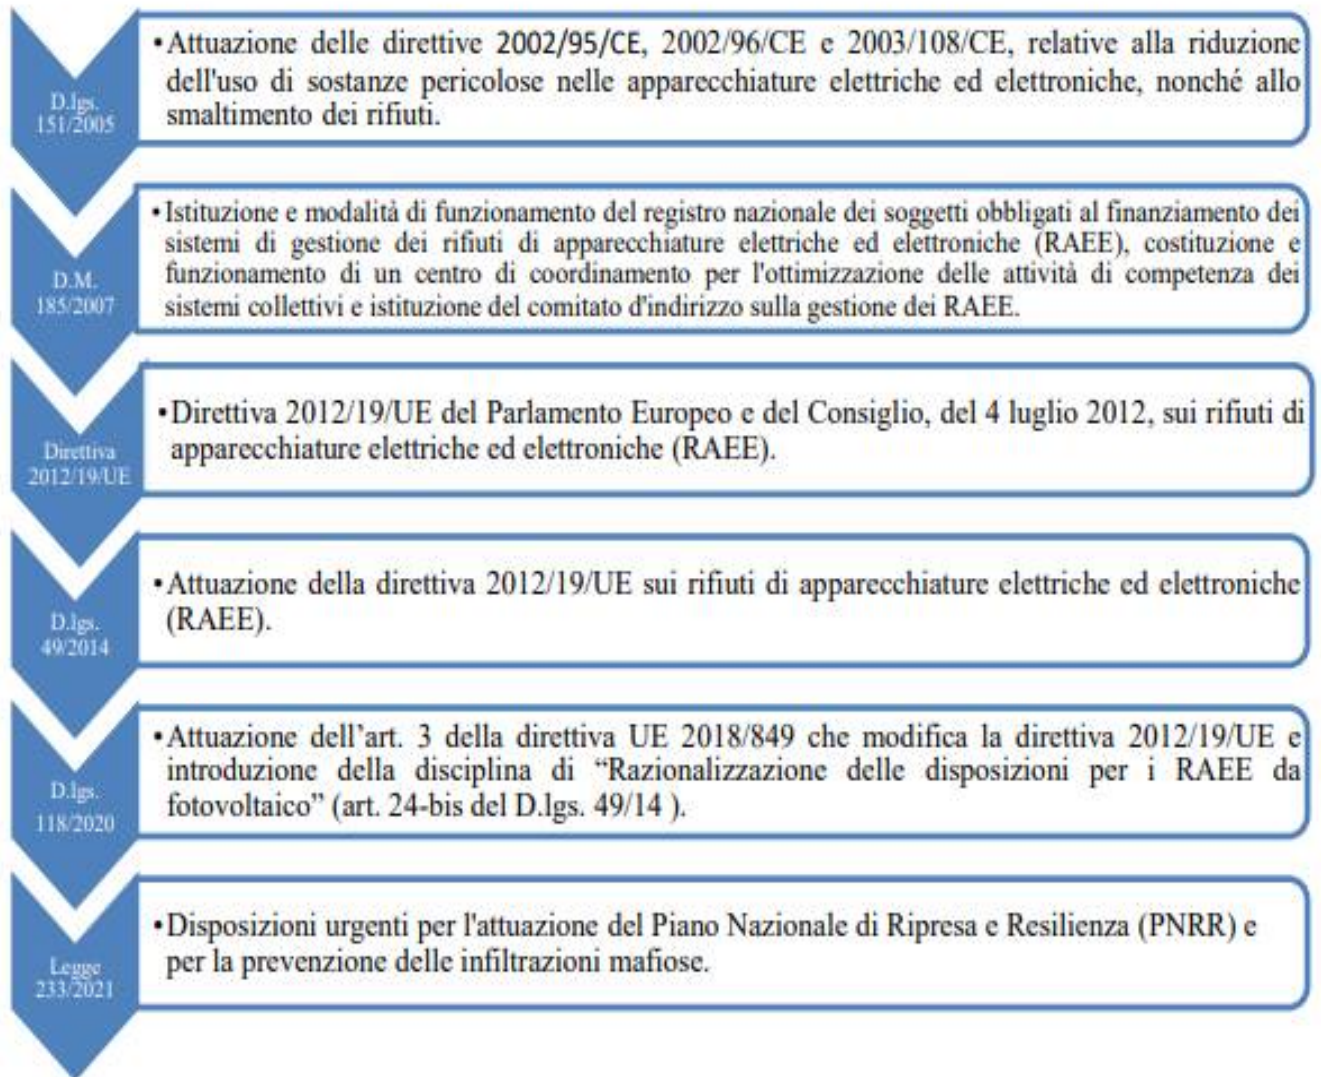 D.lgs.
151/2005
•Attuazione delle direttive 2002/95/CE, 2002/96/CE e 2003/108/CE, relative alla riduzione
dell'uso di sostanze pericolose nelle apparecchiature elettriche ed elettroniche, nonché allo
smaltimento dei rifiuti.
D.M.
185/2007
•Istituzione e modalità di funzionamento del registro nazionale dei soggetti obbligati al finanziamento dei
sistemi di gestione dei rifiuti di apparecchiature elettriche ed elettroniche (RAEE), costituzione e
funzionamento di un centro di coordinamento per l'ottimizzazione delle attività di competenza dei
sistemi collettivi e istituzione del comitato d'indirizzo sulla gestione dei RAEE.
Direttiva
2012/19/UE
•Direttiva 2012/19/UE del Parlamento Europeo e del Consiglio, del 4 luglio 2012, sui rifiuti di
apparecchiature elettriche ed elettroniche (RAEE).
D.lgs.
49/2014
•Attuazione della direttiva 2012/19/UE sui rifiuti di apparecchiature elettriche ed elettroniche
(RAEE).
D.lgs.
118/2020
•Attuazione dell’art. 3 della direttiva UE 2018/849 che modifica la direttiva 2012/19/UE e
introduzione della disciplina di “Razionalizzazione delle disposizioni per i RAEE da
fotovoltaico” (art. 24-bis del D.lgs. 49/14 ).
Legge
233/2021
•Disposizioni urgenti per l'attuazione del Piano Nazionale di Ripresa e Resilienza (PNRR) e
per la prevenzione delle infiltrazioni mafiose.